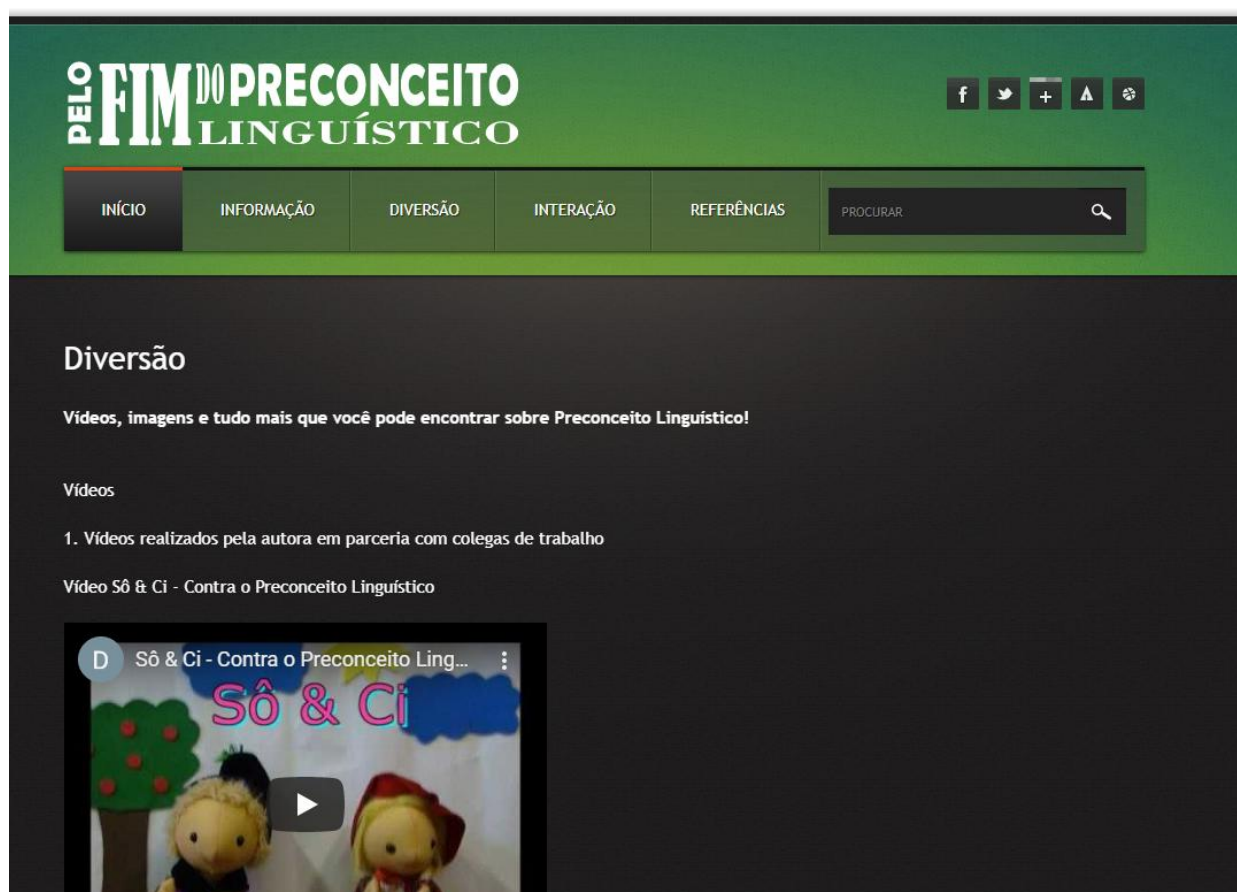 PELO FIM DO PRECONCEITO
LINGUÍSTICO
INÍCIO INFORMAÇÃO DIVERSÃO INTERAÇÃO REFERÊNCIAS PROCURAR
Diversão
Vídeos, imagens e tudo mais que você pode encontrar sobre Preconceito Linguístico!
Vídeos
1. Vídeos realizados pela autora em parceria com colegas de trabalho
Vídeo Sô & Ci - Contra o Preconceito Linguístico
D Sô & Ci - Contra o Preconceito Ling...
Sô & Ci